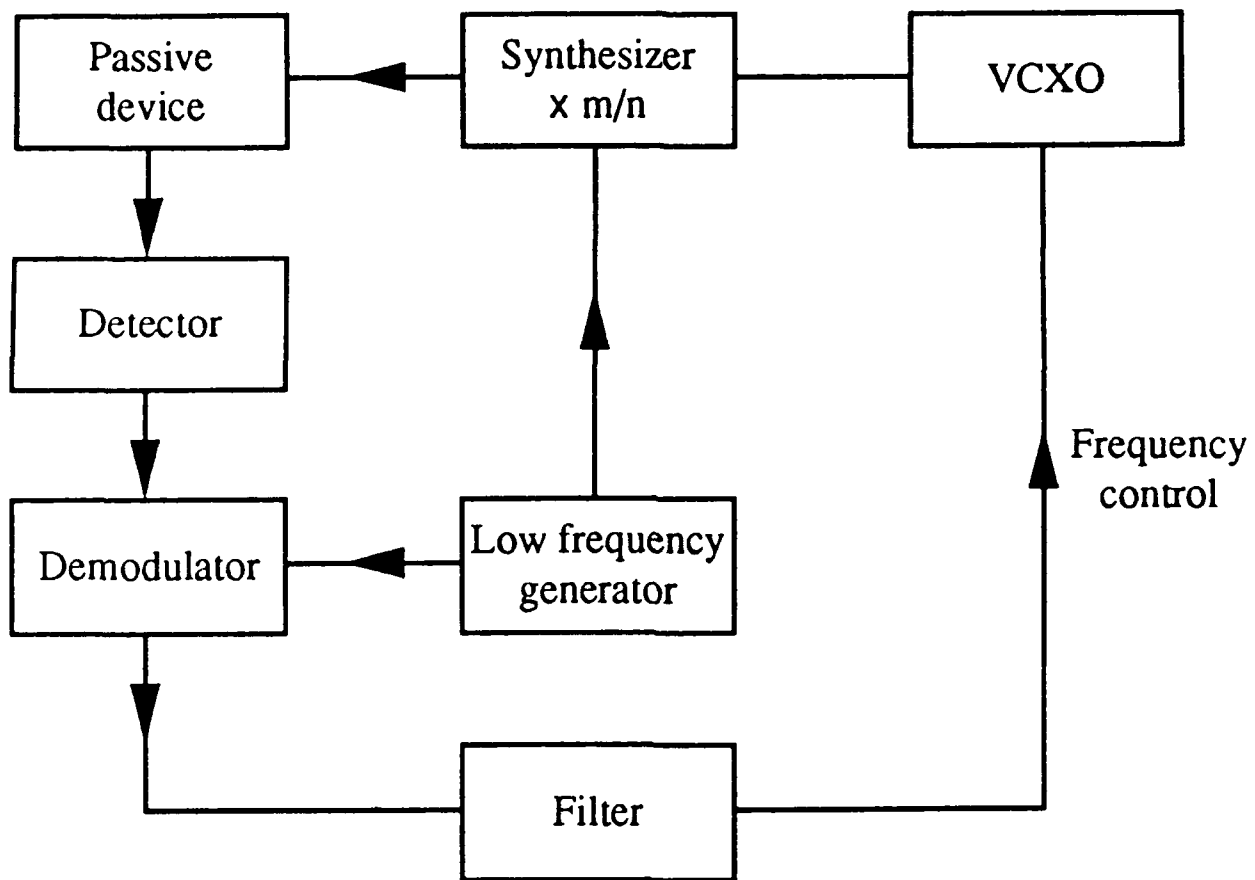 Passive
device
Synthesizer
x m/n
VCXO
Detector
Frequency
control
Demodulator
Low frequency
generator
Filter